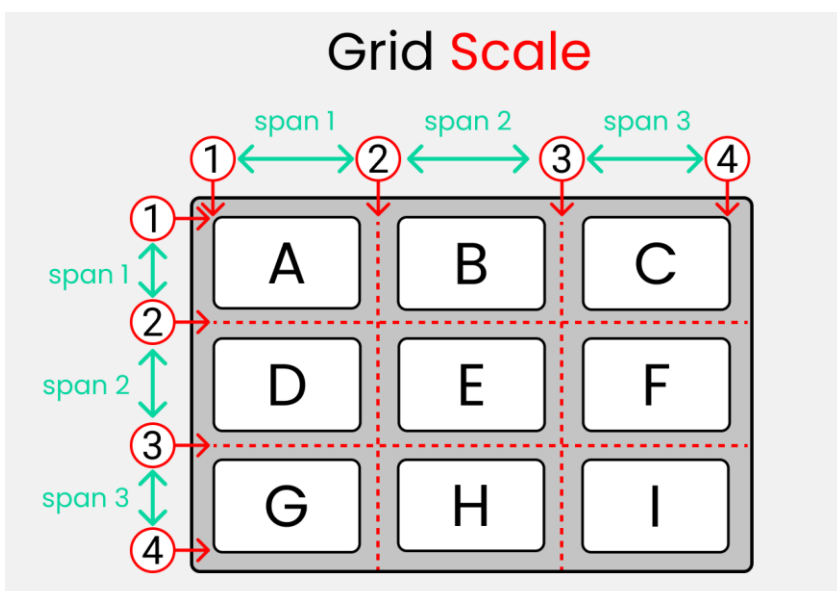 Grid Scale
span 1 span 2 span 3
1 2 3 4
1
A B C
span 1
2
span 2 D E F
3
span 3 G H I
4